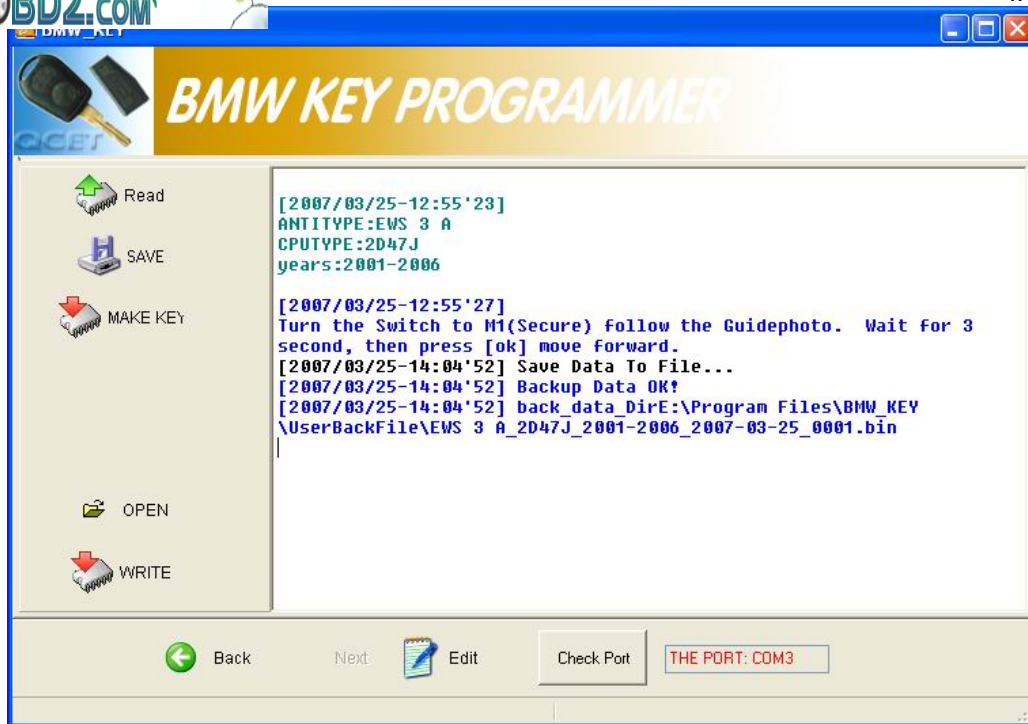 OBD2.COM
BMW_KEY
BMW KEY PROGRAMMER
QCET
Read
SAVE
MAKE KEY
OPEN
WRITE
[2007/03/25-12:55'23]
ANTITYPE:EWS 3 A
CPUTYPE:2D47J
years:2001-2006
[2007/03/25-12:55'27]
Turn the Switch to M1(Secure) follow the Guidephoto. Wait for 3
second, then press [ok] move forward.
[2007/03/25-14:04'52] Save Data To File...
[2007/03/25-14:04'52] Backup Data OK!
[2007/03/25-14:04'52] back_data_DirE:\Program Files\BMW_KEY
\UserBackFile\EWS 3 A_2D47J_2001-2006_2007-03-25_0001.bin
Back
Next
Edit
Check Port
THE PORT: COM3